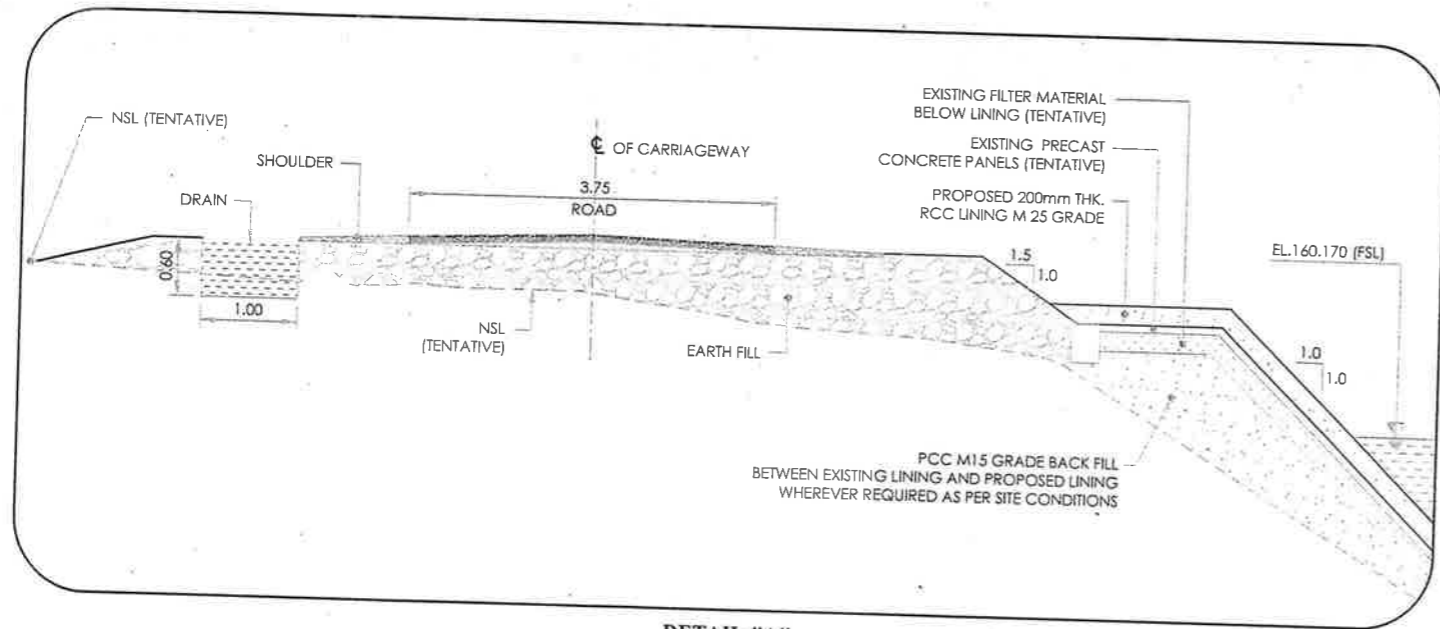 NSL (TENTATIVE)
SHOULDER
DRAIN
℄ OF CARRIAGEWAY
3.75
ROAD
EXISTING FILTER MATERIAL
BELOW LINING (TENTATIVE)
EXISTING PRECAST
CONCRETE PANELS (TENTATIVE)
PROPOSED 200mm THK.
RCC LINING M 25 GRADE
EL.160.170 (FSL)
0.60
1.00
1.5
1.0
NSL
(TENTATIVE)
EARTH FILL
1.0
1.0
PCC M15 GRADE BACK FILL
BETWEEN EXISTING LINING AND PROPOSED LINING
WHEREVER REQUIRED AS PER SITE CONDITIONS